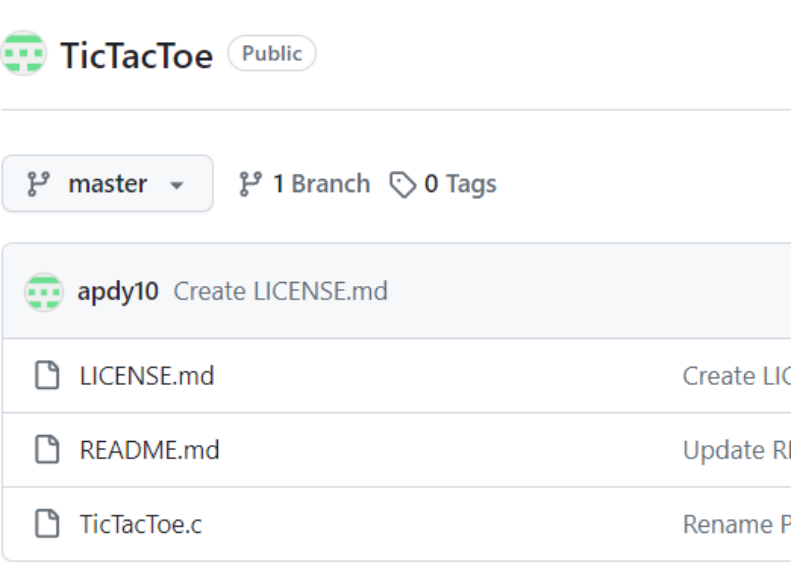 TicTacToe Public
master 1 Branch 0 Tags
apdy10 Create LICENSE.md
LICENSE.md Create
README.md Update
TicTacToe.c Rename